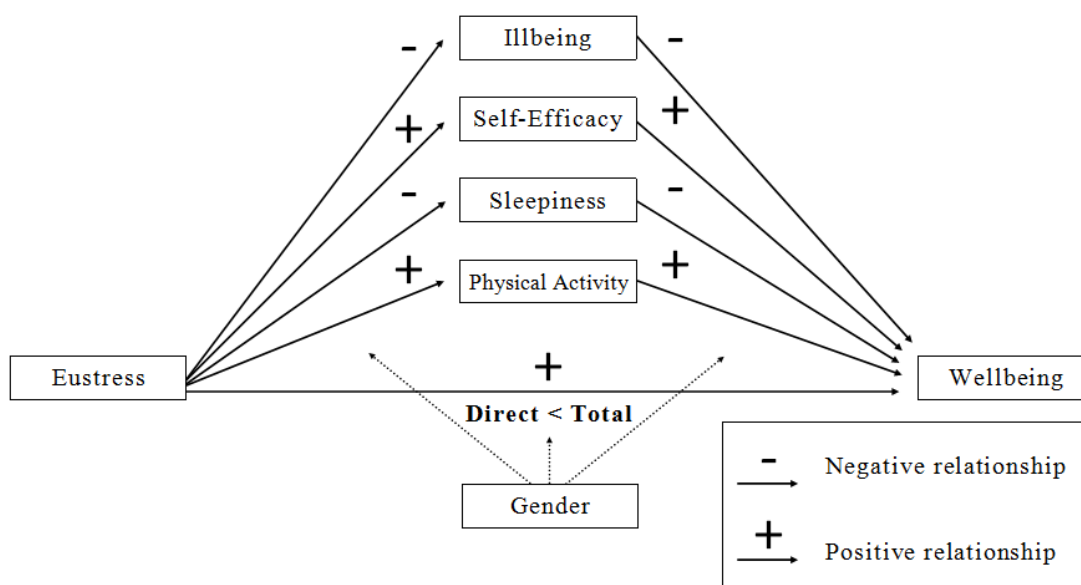 Illbeing
-
-
Self-Efficacy
+
+
Sleepiness
-
-
Physical Activity
+
+
Eustress
+
Wellbeing
Direct < Total
Gender
- Negative relationship
+ Positive relationship